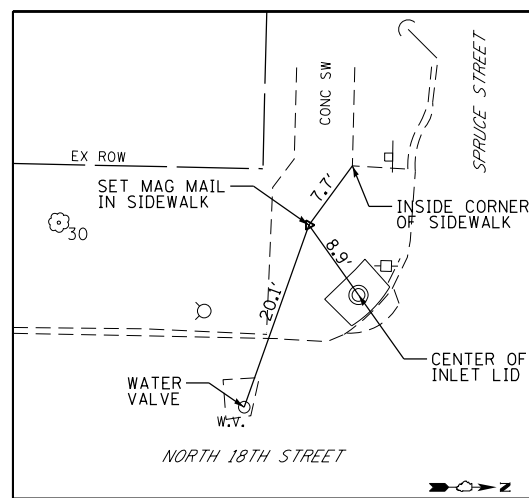 CONC SW
SPRUCE STREET
EX ROW
SET MAG MAIL
IN SIDEWALK
7.7'
INSIDE CORNER
OF SIDEWALK
30
8.9'
20.1'
CENTER OF
INLET LID
WATER
VALVE
W.V.
NORTH 18TH STREET
N